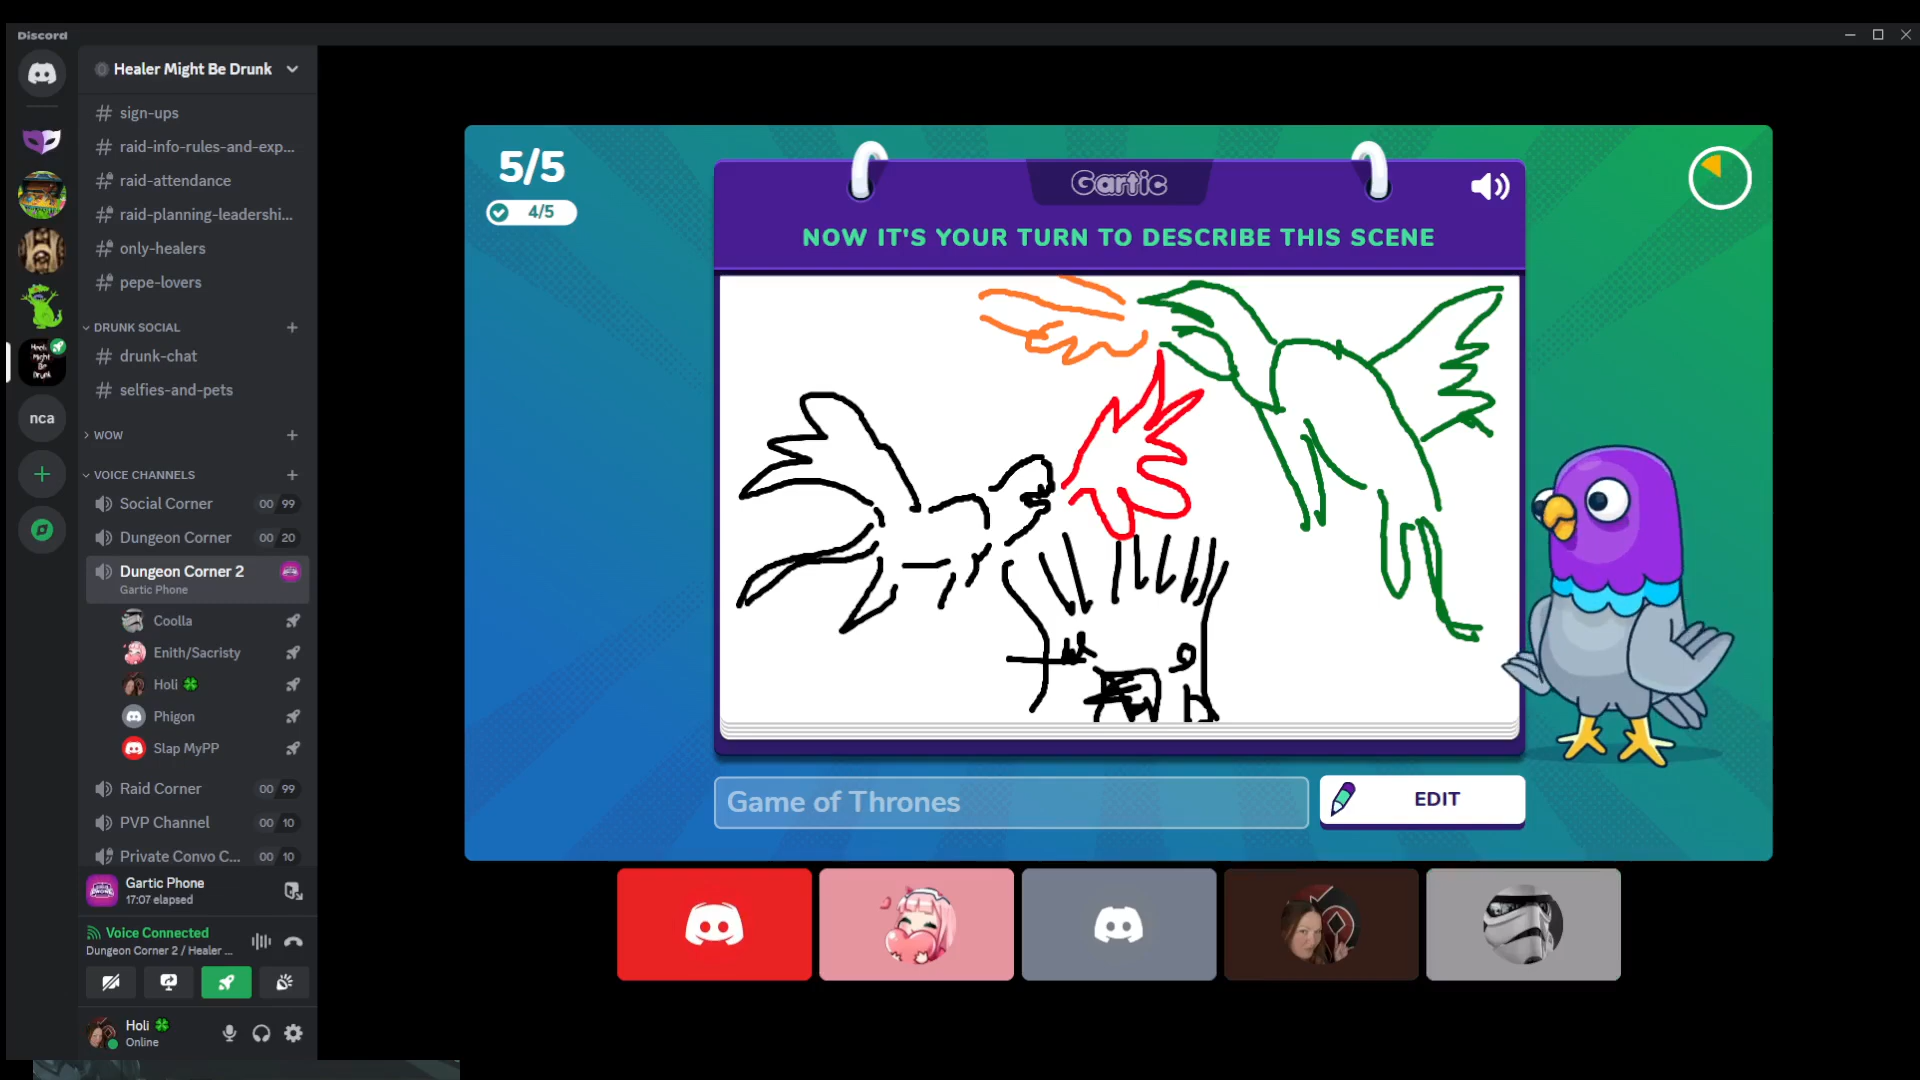 Discord
Healer Might Be Drunk
sign-ups
raid-info-rules-and-exp...
raid-attendance
raid-planning-leadershi...
only-healers
pepe-lovers
DRUNK SOCIAL
drunk-chat
selfies-and-pets
WOW
VOICE CHANNELS
Social Corner 00 99
Dungeon Corner 00 20
Dungeon Corner 2
Gartic Phone
Coolla
Enith/Sacristy
Holi
Phigon
Slap MyPP
Raid Corner 00 99
PVP Channel 00 10
Private Convo C... 00 10
Gartic Phone
17:07 elapsed
Voice Connected
Dungeon Corner 2 / Healer ...
Holi
Online
Healer
Might
Be
Drunk
nca
5/5
4/5
Gartic
NOW IT'S YOUR TURN TO DESCRIBE THIS SCENE
Game of Thrones
EDIT